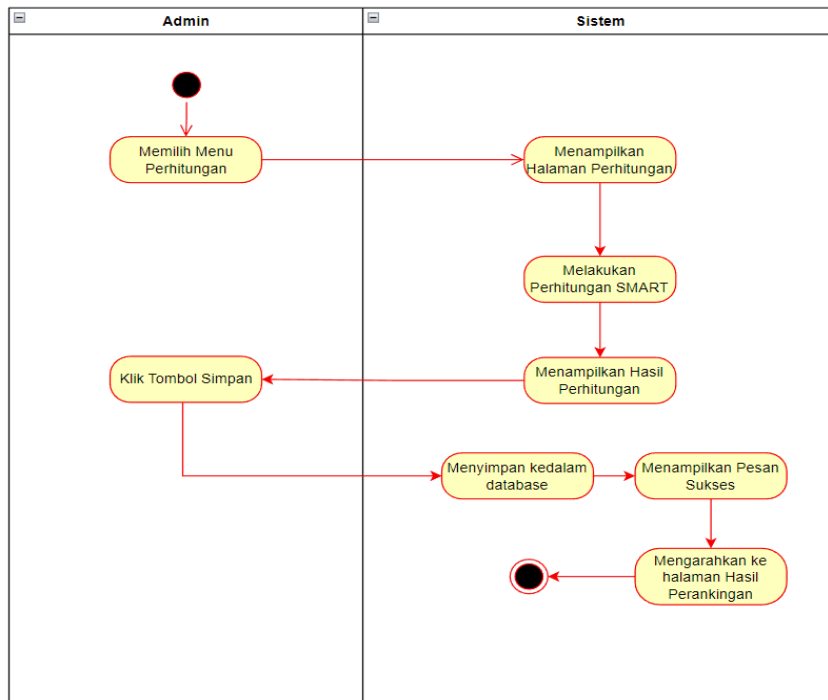 Admin
Sistem
Memilih Menu
Perhitungan
Menampilkan
Halaman Perhitungan
Melakukan
Perhitungan SMART
Menampilkan Hasil
Perhitungan
Klik Tombol Simpan
Menyimpan kedalam
database
Menampilkan Pesan
Sukses
Mengarahkan ke
halaman Hasil
Perankingan